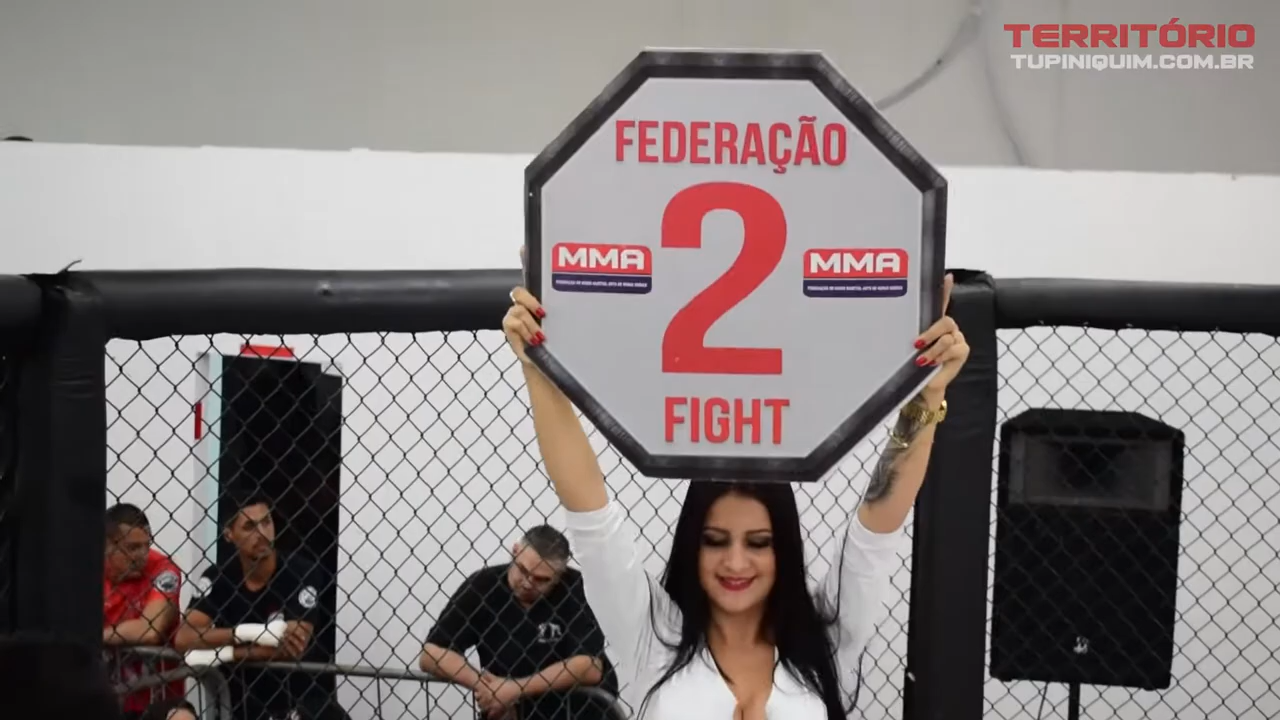 TERRITÓRIO
TUPINIQUIM.COM.BR
FEDERAÇÃO
2
MMA
MMA
FIGHT